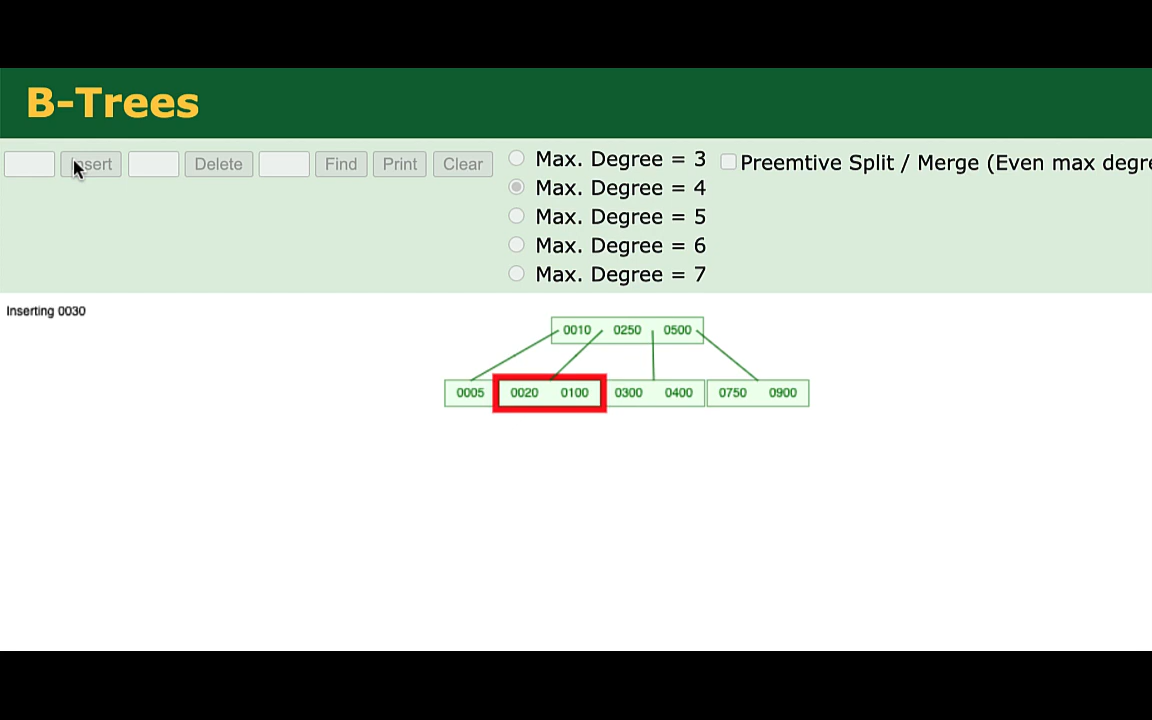 B-Trees
Insert Delete Find Print Clear
Max. Degree = 3
Max. Degree = 4
Max. Degree = 5
Max. Degree = 6
Max. Degree = 7
Preemtive Split / Merge (Even max degre
Inserting 0030
0010 0250 0500
0005 0020 0100 0300 0400 0750 0900